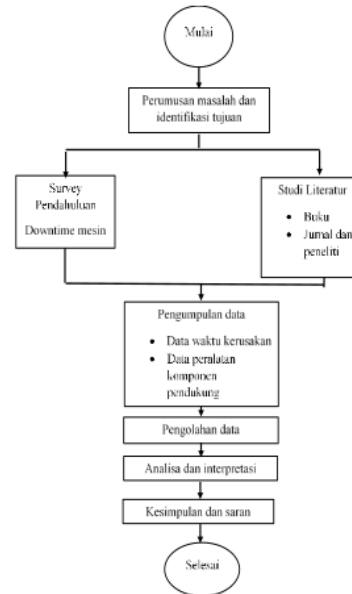 Mulai
Perumusan masalah dan
identifikasi tujuan
Survey
Pendahuluan
Downtime mesin
Studi Literatur
• Buku
• Jurnal dan
peneliti
Pengumpulan data
• Data waktu kerusakan
• Data peralatan
komponen
pendukung
Pengolahan data
Analisa dan interpretasi
Kesimpulan dan saran
Selesai